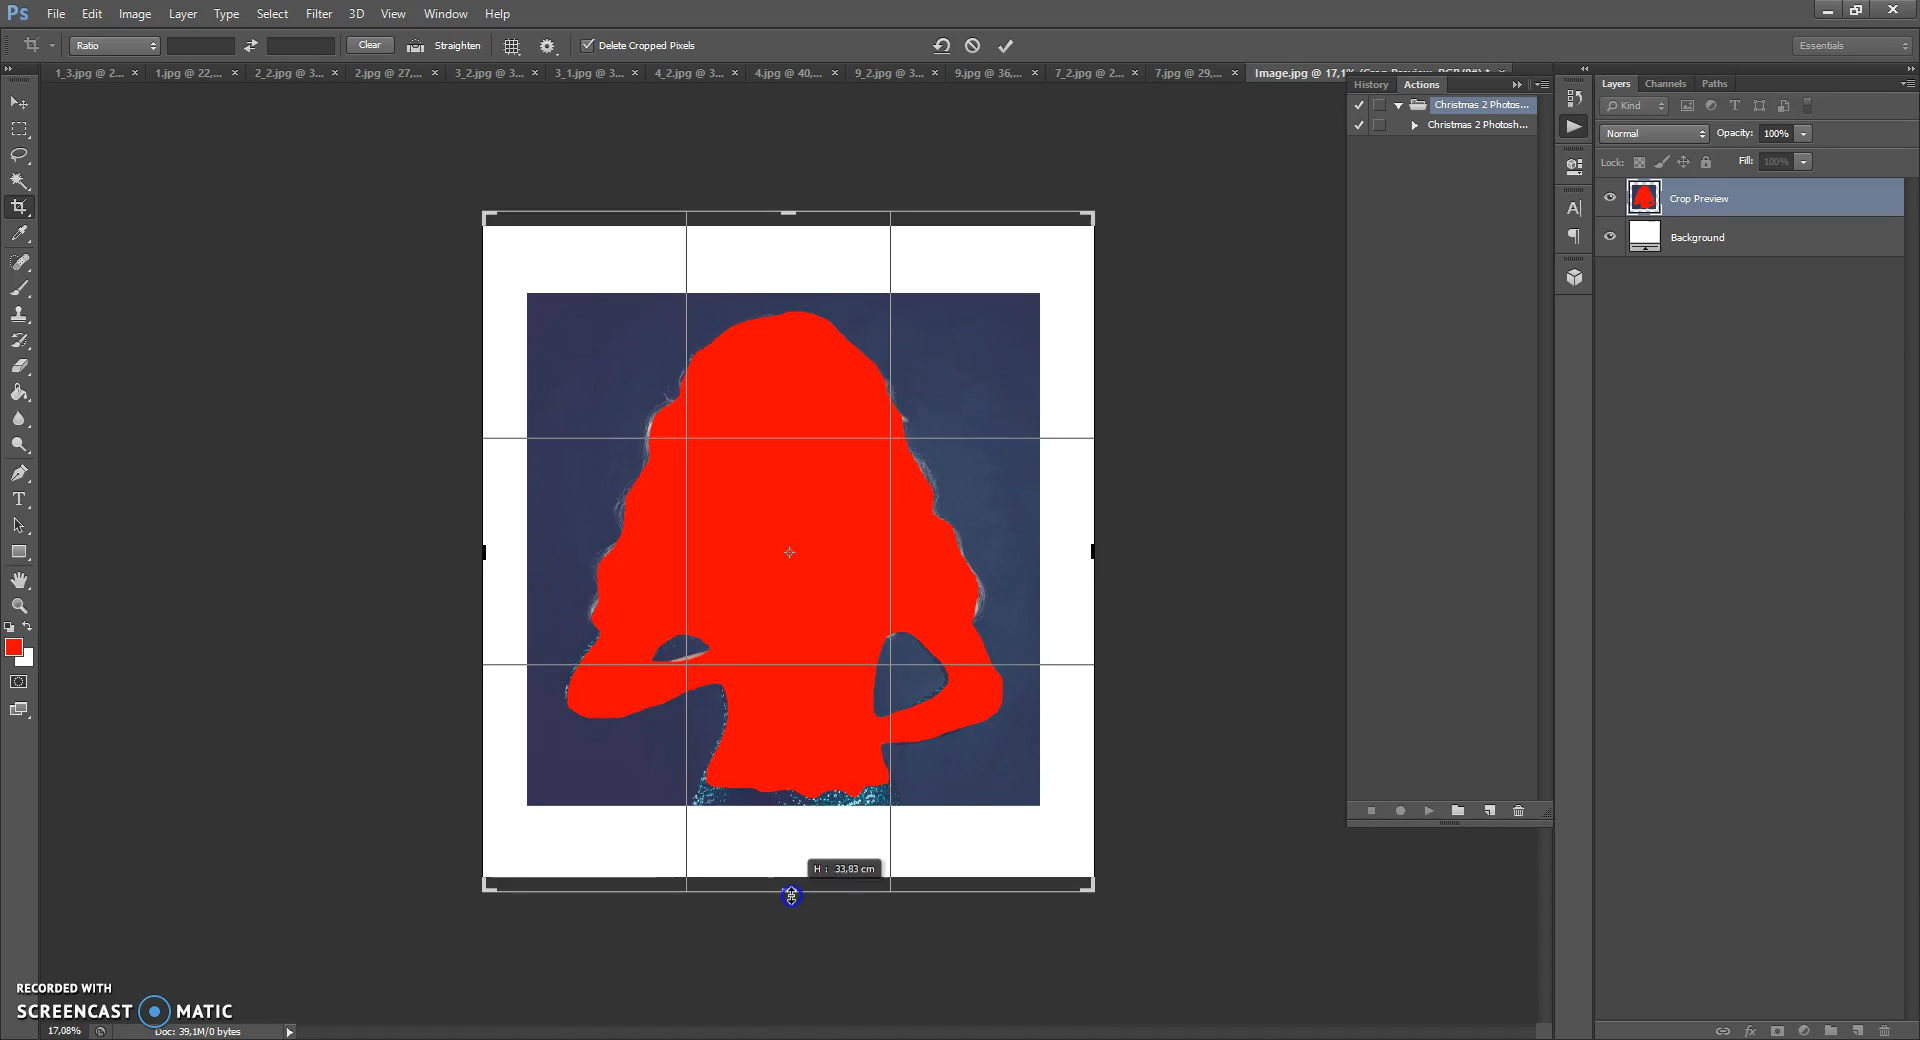 Ps File Edit Image Layer Type Select Filter 3D View Window Help
Ratio Clear Straighten Delete Cropped Pixels Essentials
1_3.jpg @ 2... 1.jpg @ 22,... 2_2.jpg @ 3... 2.jpg @ 27,... 3_2.jpg @ 3... 3_1.jpg @ 3... 4_2.jpg @ 3... 4.jpg @ 40,... 9_2.jpg @ 3... 9.jpg @ 36,... 7_2.jpg @ 2... 7.jpg @ 29,... Image.jpg @ 17,1% (Crop Preview, RGB/8#) *
History Actions
Christmas 2 Photos...
Christmas 2 Photosh...
Layers Channels Paths
Kind
Normal Opacity: 100%
Lock: Fill: 100%
Crop Preview
Background
H : 33,83 cm
RECORDED WITH
SCREENCAST MATIC
17,08% Doc: 39,1M/0 bytes